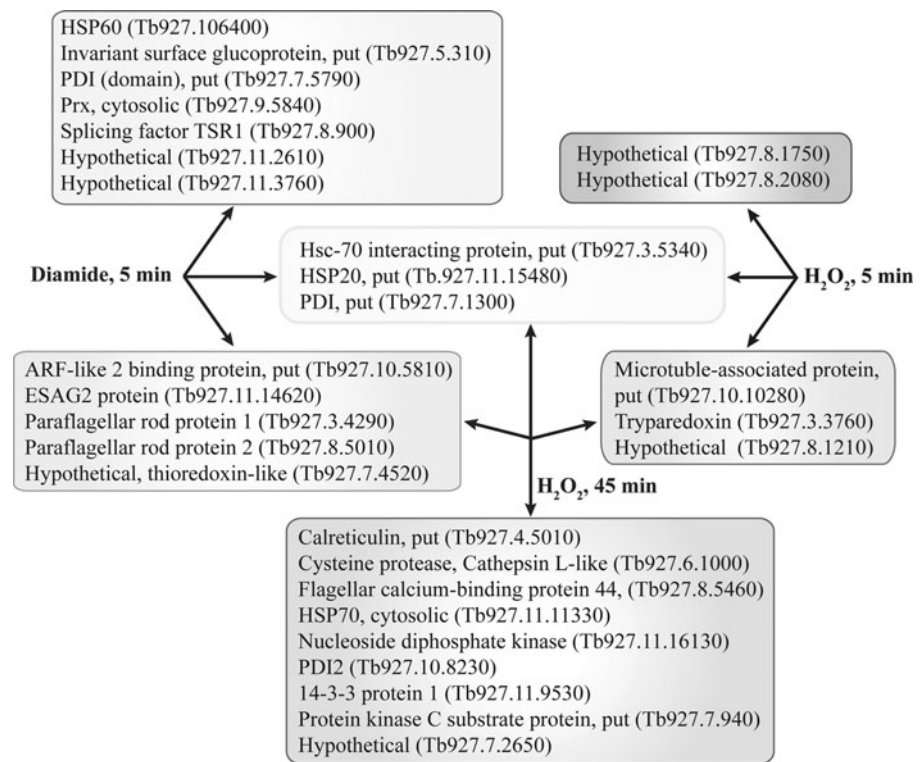 HSP60 (Tb927.106400)
Invariant surface glucoprotein, put (Tb927.5.310)
PDI (domain), put (Tb927.7.5790)
Prx, cytosolic (Tb927.9.5840)
Splicing factor TSR1 (Tb927.8.900)
Hypothetical (Tb927.11.2610)
Hypothetical (Tb927.11.3760)
Hypothetical (Tb927.8.1750)
Hypothetical (Tb927.8.2080)
Diamide, 5 min
Hsc-70 interacting protein, put (Tb927.3.5340)
HSP20, put (Tb.927.11.15480)
PDI, put (Tb927.7.1300)
H₂O₂, 5 min
ARF-like 2 binding protein, put (Tb927.10.5810)
ESAG2 protein (Tb927.11.14620)
Paraflagellar rod protein 1 (Tb927.3.4290)
Paraflagellar rod protein 2 (Tb927.8.5010)
Hypothetical, thioredoxin-like (Tb927.7.4520)
Microtuble-associated protein,
put (Tb927.10.10280)
Tryparedoxin (Tb927.3.3760)
Hypothetical (Tb927.8.1210)
H₂O₂, 45 min
Calreticulin, put (Tb927.4.5010)
Cysteine protease, Cathepsin L-like (Tb927.6.1000)
Flagellar calcium-binding protein 44, (Tb927.8.5460)
HSP70, cytosolic (Tb927.11.11330)
Nucleoside diphosphate kinase (Tb927.11.16130)
PDI2 (Tb927.10.8230)
14-3-3 protein 1 (Tb927.11.9530)
Protein kinase C substrate protein, put (Tb927.7.940)
Hypothetical (Tb927.7.2650)